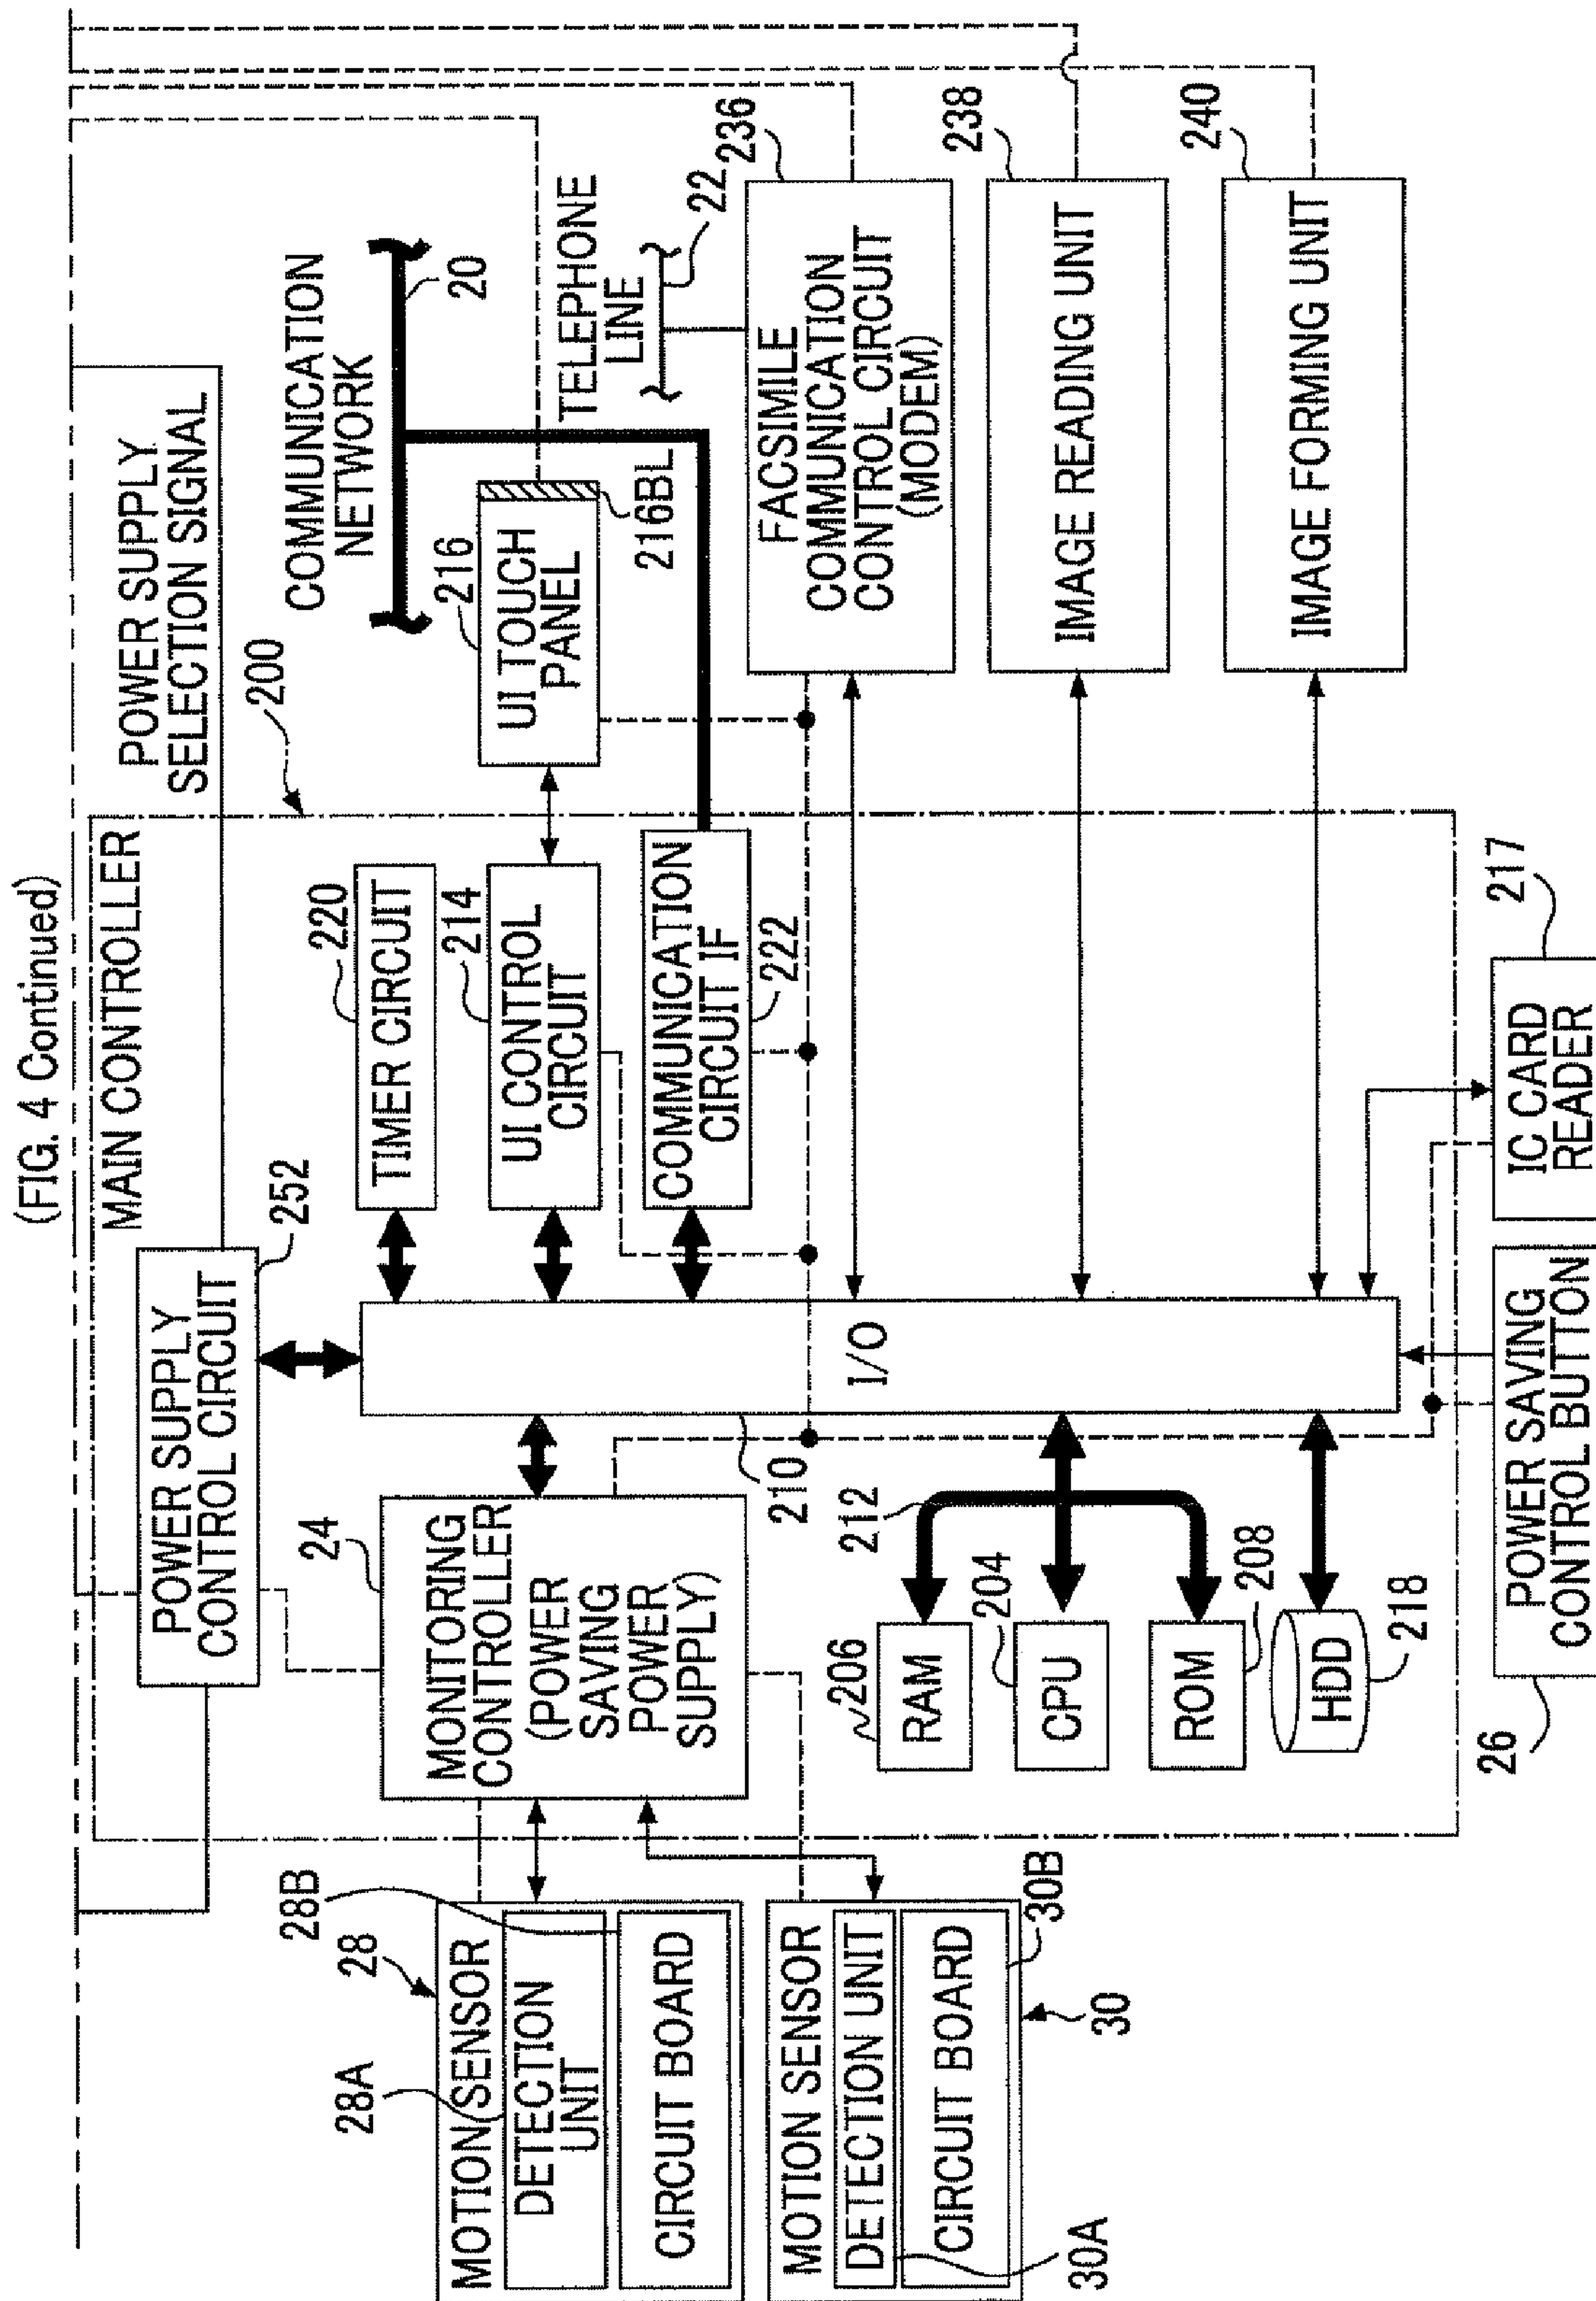 (FIG. 4 Continued)
MAIN CONTROLLER
POWER SUPPLY
SELECTION SIGNAL
POWER SUPPLY
CONTROL CIRCUIT
252
200
24
MONITORING
CONTROLLER
(POWER
SAVING
POWER
SUPPLY)
220
TIMER CIRCUIT
214
UI CONTROL
CIRCUIT
COMMUNICATION
CIRCUIT IF
222
216
UI TOUCH
PANEL
216BL
COMMUNICATION
NETWORK
20
TELEPHONE
LINE
22
28B
28
MOTION SENSOR
28A
DETECTION
UNIT
CIRCUIT BOARD
MOTION SENSOR
DETECTION UNIT
CIRCUIT BOARD
30A
30B
30
210
I/O
212
206
RAM
204
CPU
ROM
208
HDD
218
236
FACSIMILE
COMMUNICATION
CONTROL CIRCUIT
(MODEM)
238
IMAGE READING UNIT
240
IMAGE FORMING UNIT
26
POWER SAVING
CONTROL BUTTON
217
IC CARD
READER